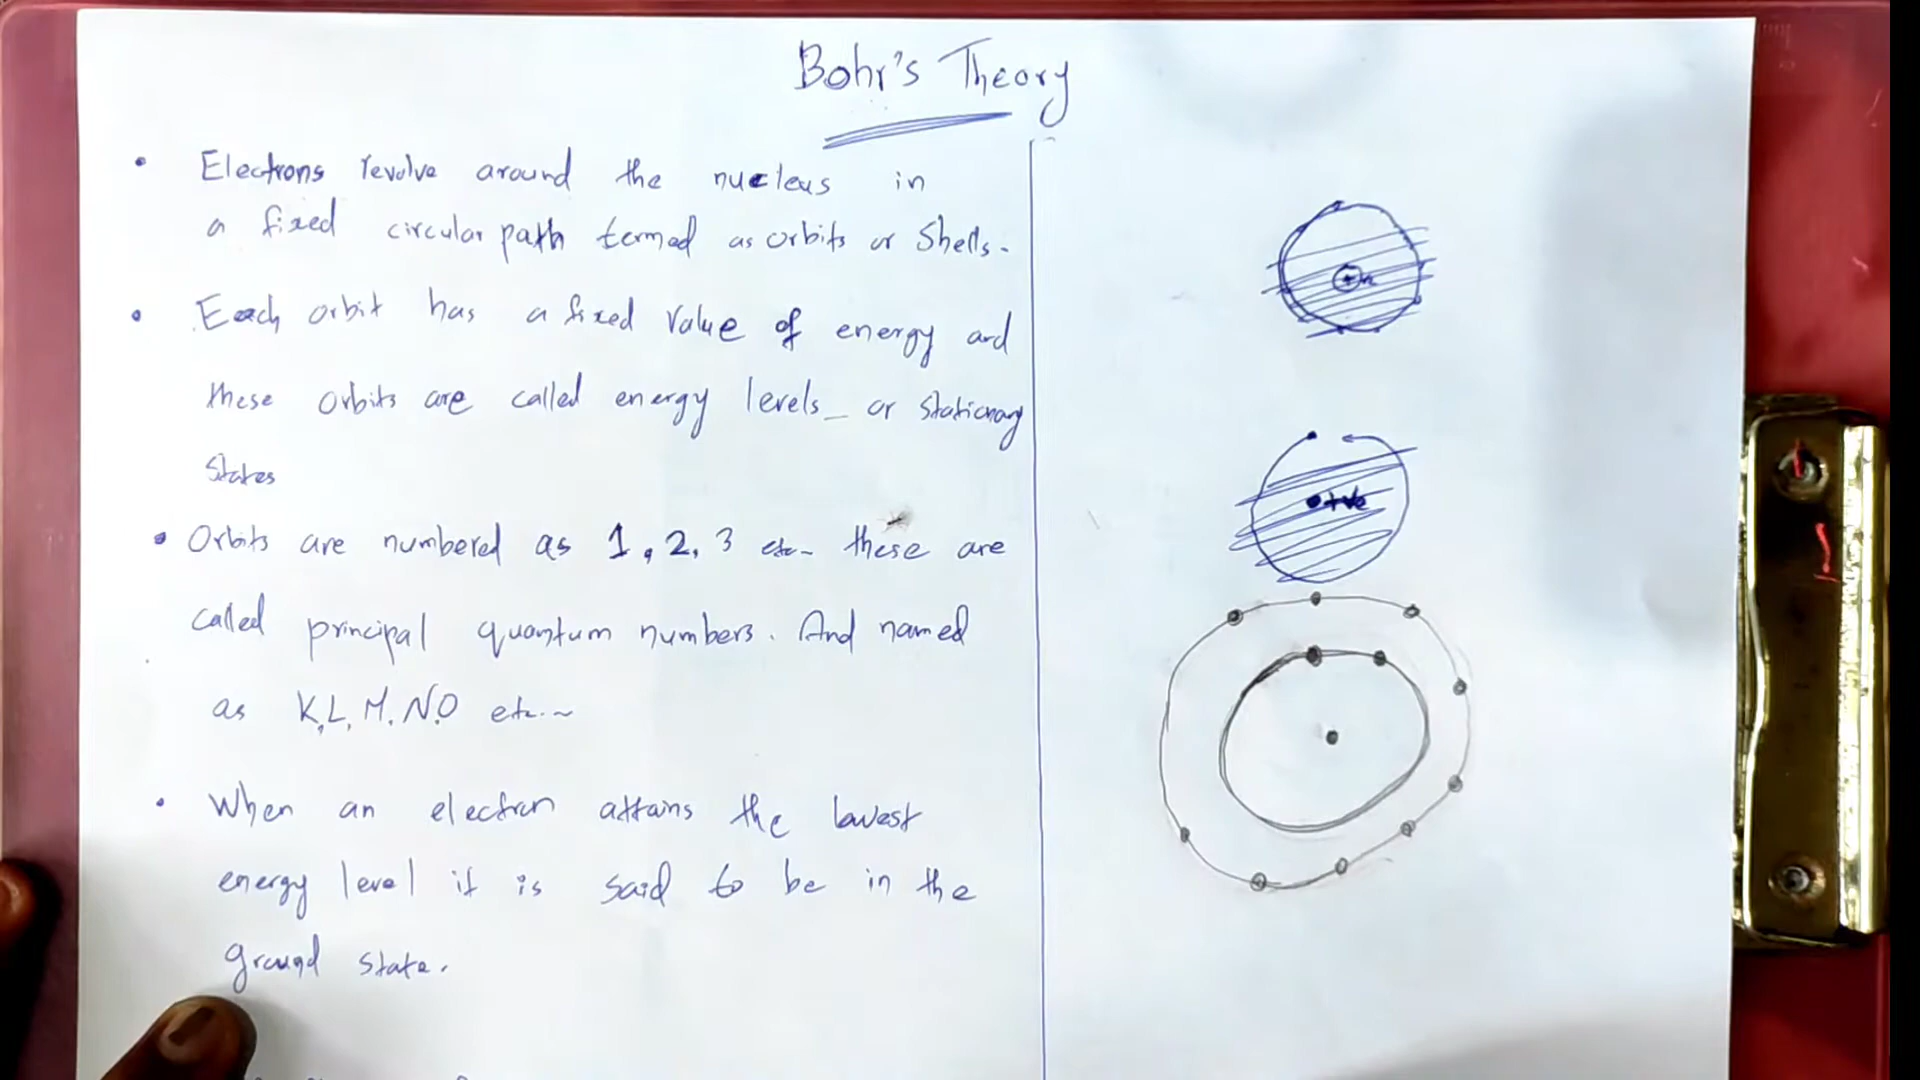 Bohr's Theory
• Electrons revolve around the nucleus in
a fixed circular path termed as orbits or shells.
• Each orbit has a fixed value of energy and
these orbits are called energy levels or stationary
states
• Orbits are numbered as 1, 2, 3 etc these are
called principal quantum numbers. And named
as K, L, M, N, O etc...
• When an electron attains the lowest
energy level it is said to be in the
ground state.
+ve